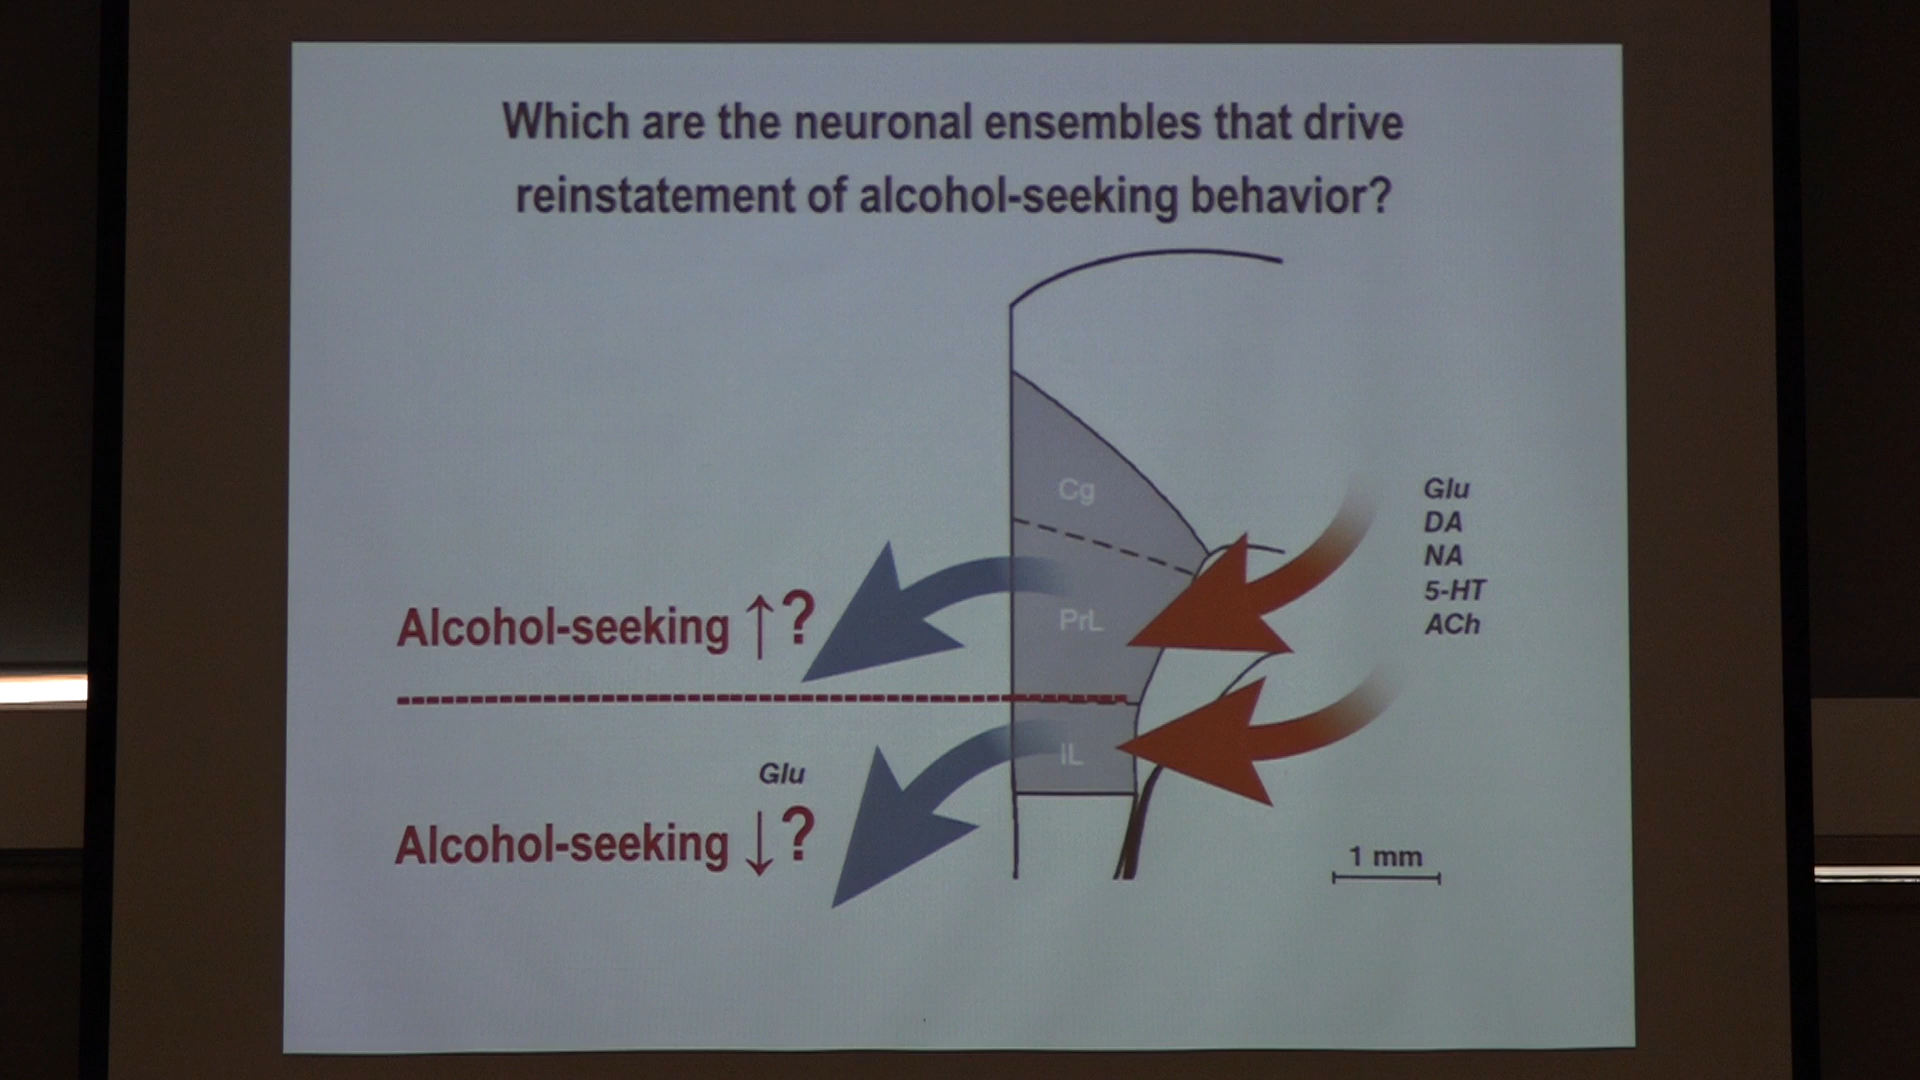 Which are the neuronal ensembles that drive
reinstatement of alcohol-seeking behavior?
Cg
Glu
DA
NA
5-HT
ACh
PrL
Alcohol-seeking ↑?
IL
Glu
Alcohol-seeking ↓?
1 mm